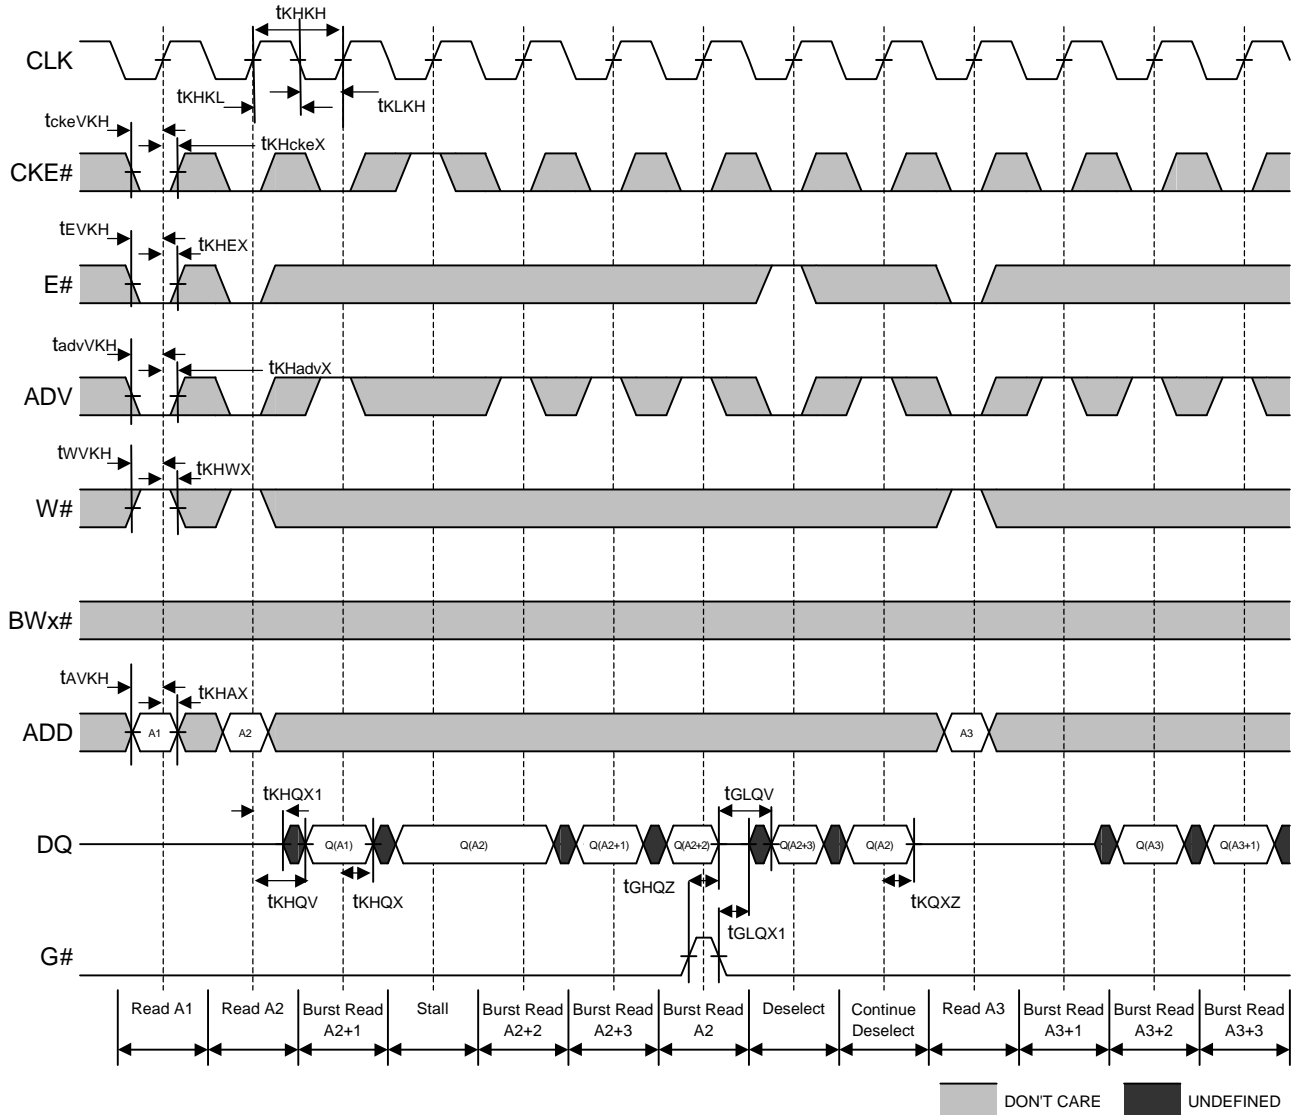 tKHKH
CLK
tKHKL
tKLKH
tckeVKH
tKHckeX
CKE#
tEVKH
tKHEX
E#
tadvVKH
tKHadvX
ADV
tWVKH
tKHWX
W#
BWx#
tAVKH
tKHAX
ADD
A1
A2
A3
tKHQX1
tGLQV
DQ
Q(A1)
Q(A2)
Q(A2+1)
Q(A2+2)
Q(A2+3)
Q(A2)
Q(A3)
Q(A3+1)
tKHQV
tKHQX
tGHQZ
tKQXZ
tGLQX1
G#
Read A1
Read A2
Burst Read
A2+1
Stall
Burst Read
A2+2
Burst Read
A2+3
Burst Read
A2
Deselect
Continue
Deselect
Read A3
Burst Read
A3+1
Burst Read
A3+2
Burst Read
A3+3
DON'T CARE
UNDEFINED